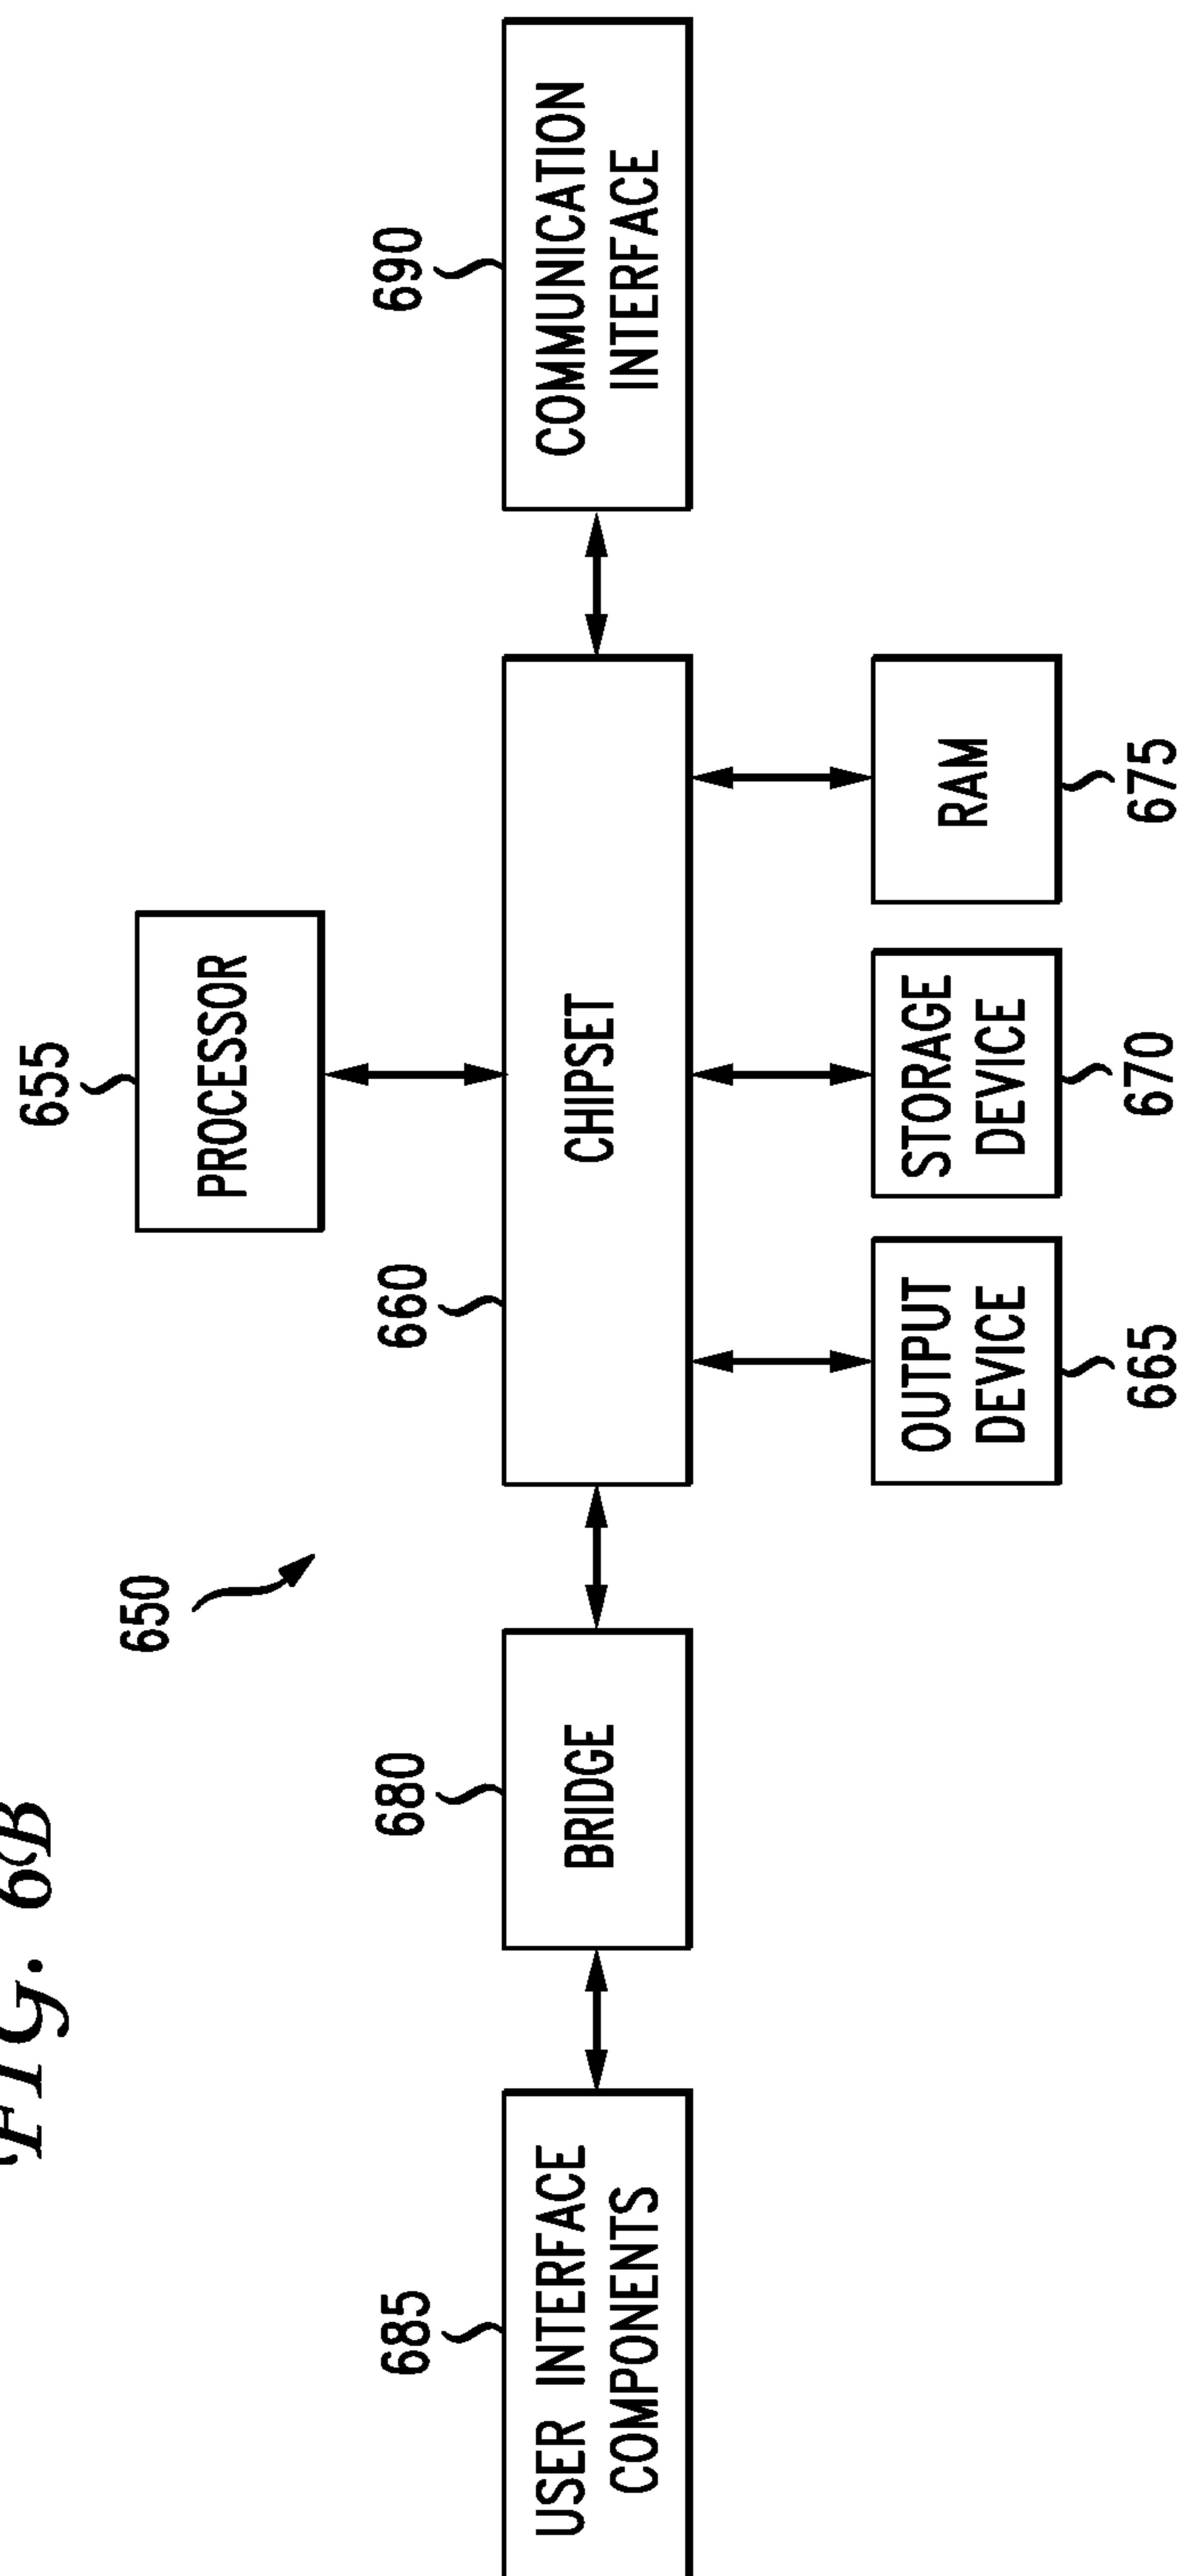 FIG. 6B
650
655
PROCESSOR
685
USER INTERFACE
COMPONENTS
680
BRIDGE
660
CHIPSET
690
COMMUNICATION
INTERFACE
OUTPUT
DEVICE
665
STORAGE
DEVICE
670
RAM
675